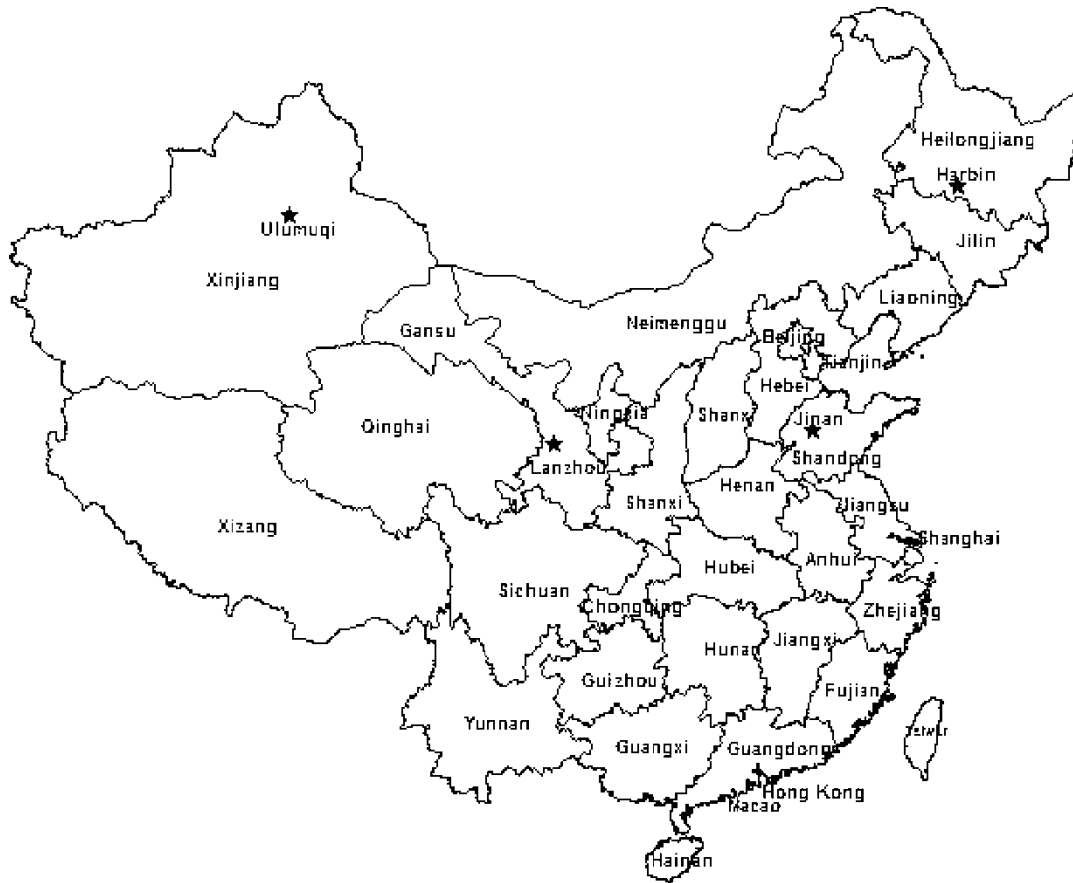 Heilongjiang
Harbin
Ulumuqi
Jilin
Xinjiang
Liaoning
Neimenggu
Gansu
Beijing
Tianjin
Hebei
Ningxia
Shanxi
Jinan
Qinghai
Shandong
Lanzhou
Henan
Shanxi
Jiangsu
Xizang
Shanghai
Anhui
Hubei
Sichuan
Chongqing
Zhejiang
Jiangxi
Hunan
Guizhou
Fujian
Yunnan
Taiwan
Guangxi
Guangdong
Hong Kong
Macao
Hainan